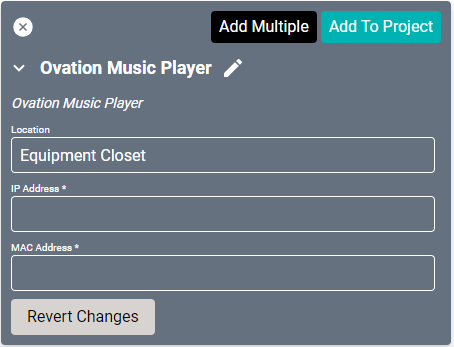 Add Multiple
Add To Project
Ovation Music Player
Ovation Music Player
Location
Equipment Closet
IP Address *
MAC Address *
Revert Changes